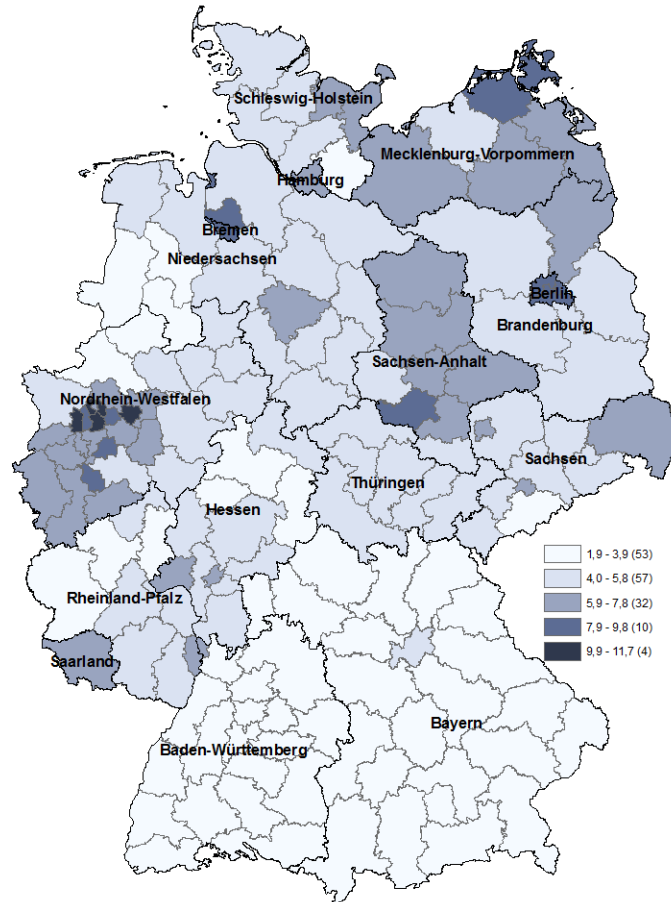 Schleswig-Holstein
Mecklenburg-Vorpommern
Hamburg
Bremen
Niedersachsen
Berlin
Brandenburg
Sachsen-Anhalt
Nordrhein-Westfalen
Sachsen
Thüringen
Hessen
Rheinland-Pfalz
Saarland
Bayern
Baden-Württemberg
1,9 - 3,9 (53)
4,0 - 5,8 (57)
5,9 - 7,8 (32)
7,9 - 9,8 (10)
9,9 - 11,7 (4)